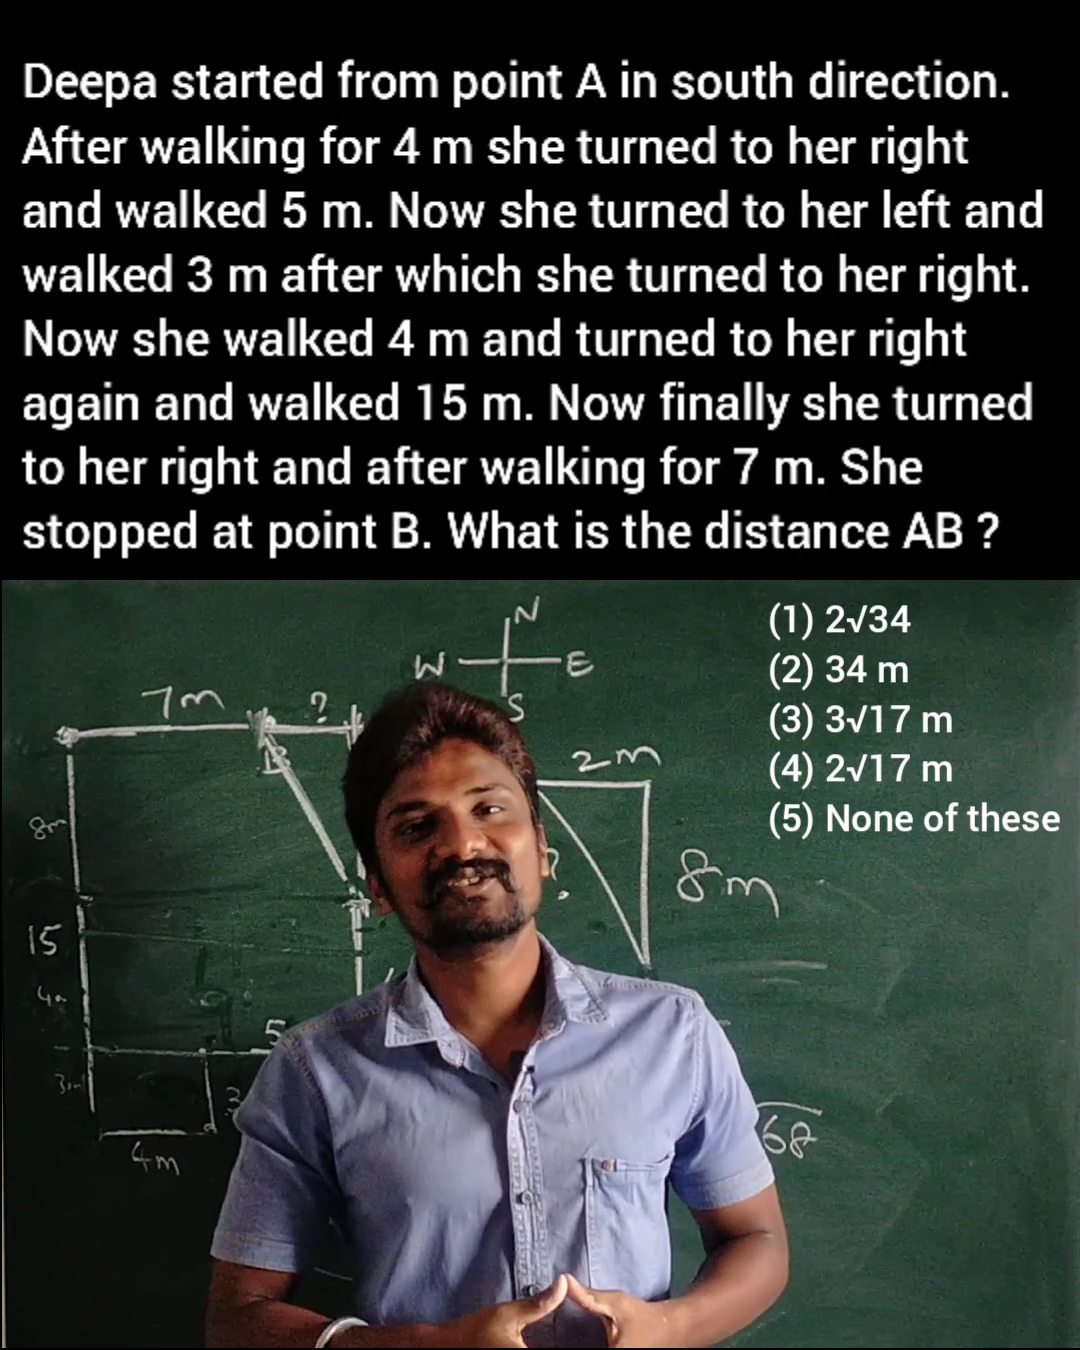 Deepa started from point A in south direction.
After walking for 4 m she turned to her right
and walked 5 m. Now she turned to her left and
walked 3 m after which she turned to her right.
Now she walked 4 m and turned to her right
again and walked 15 m. Now finally she turned
to her right and after walking for 7 m. She
stopped at point B. What is the distance AB ?
(1) 2√34
(2) 34 m
(3) 3√17 m
(4) 2√17 m
(5) None of these
N
W E
S
7m ?
B
2m
8m
?
8m
15
4m
5
3m
3
4m
√68